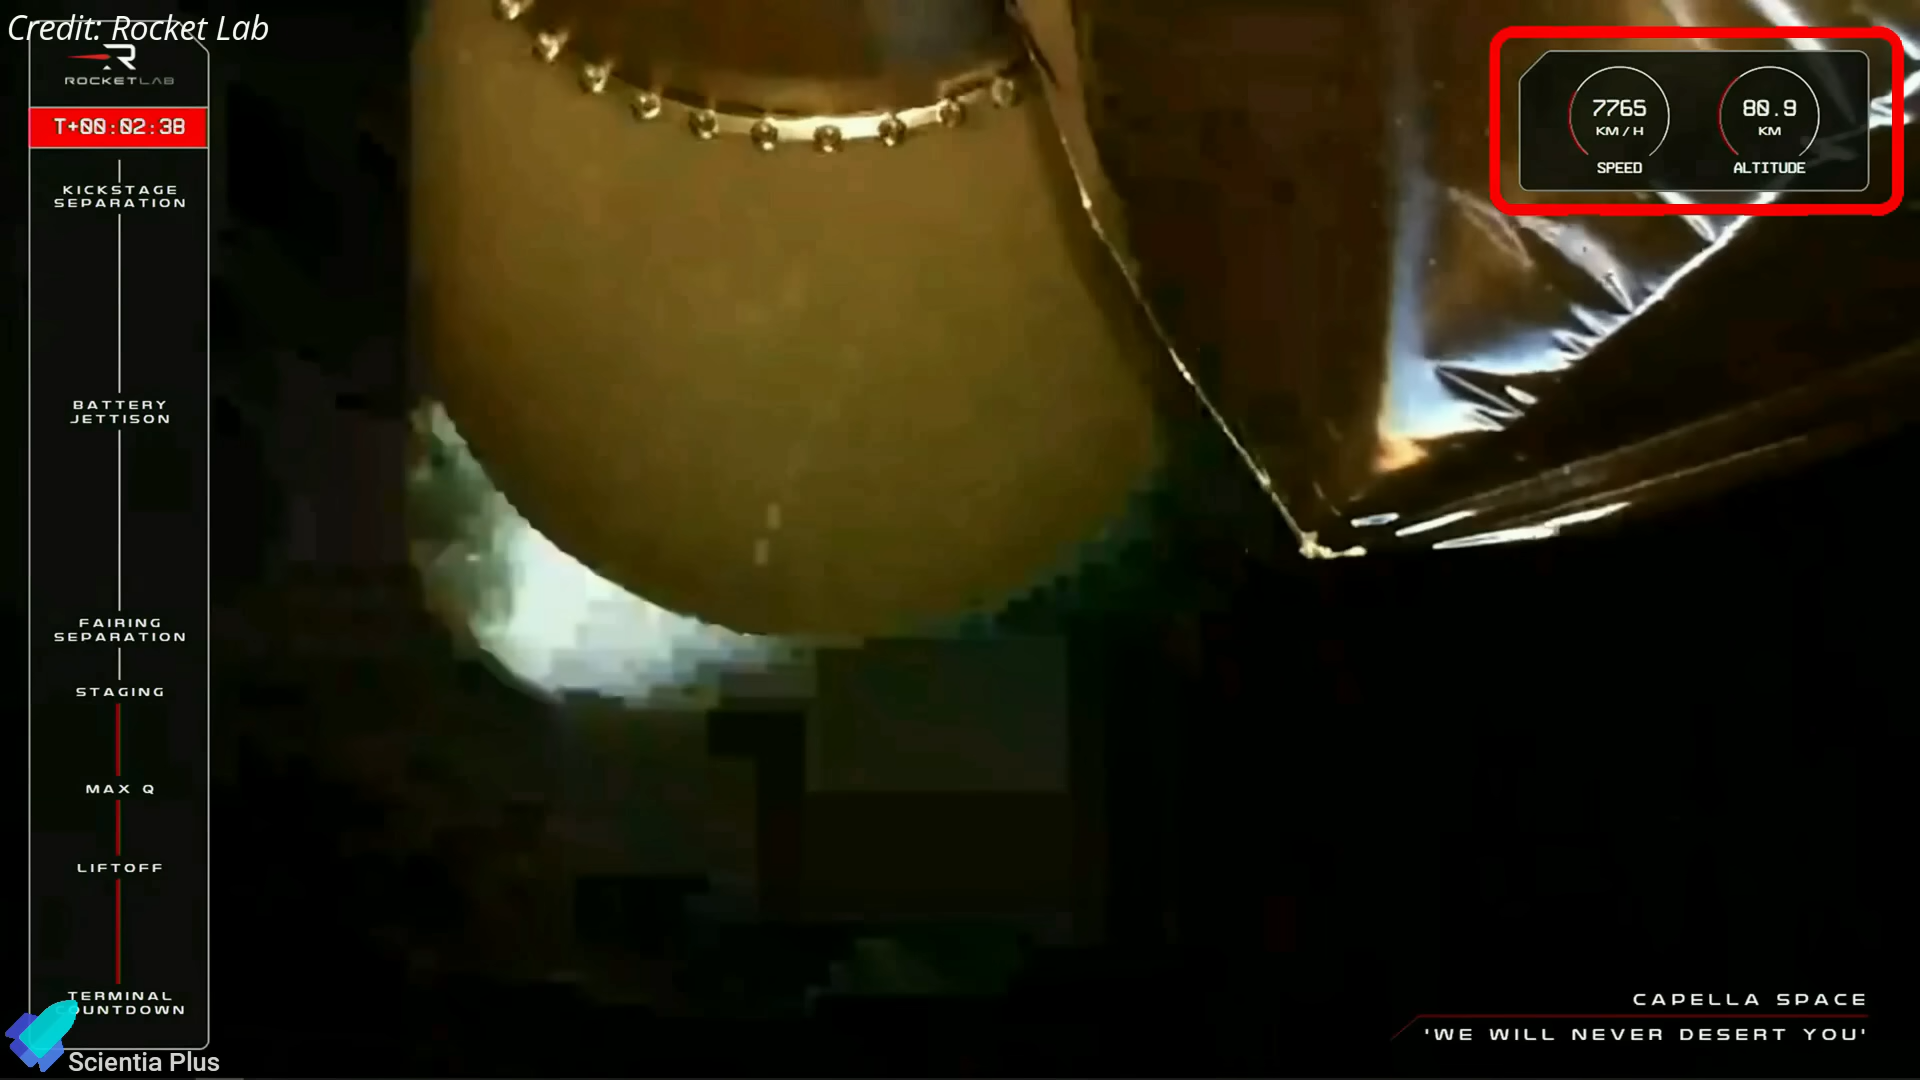 Credit: Rocket Lab
ROCKETLAB
T+00:02:38
KICKSTAGE
SEPARATION
BATTERY
JETTISON
FAIRING
SEPARATION
STAGING
MAX Q
LIFTOFF
TERMINAL
COUNTDOWN
Scientia Plus
7765
KM/H
SPEED
80.9
KM
ALTITUDE
CAPELLA SPACE
'WE WILL NEVER DESERT YOU'